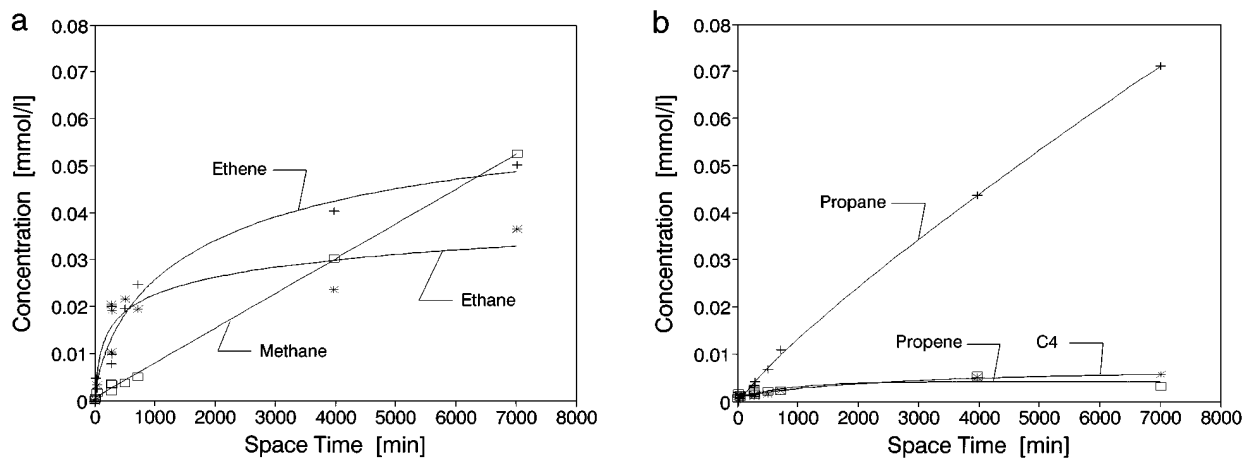 a
0.08
0.07
0.06
0.05
0.04
0.03
0.02
0.01
0
Concentration [mmol/l]
Ethene
Ethane
Methane
0 1000 2000 3000 4000 5000 6000 7000 8000
Space Time [min]
b
0.08
0.07
0.06
0.05
0.04
0.03
0.02
0.01
0
Concentration [mmol/l]
Propane
Propene C4
0 1000 2000 3000 4000 5000 6000 7000 8000
Space Time [min]